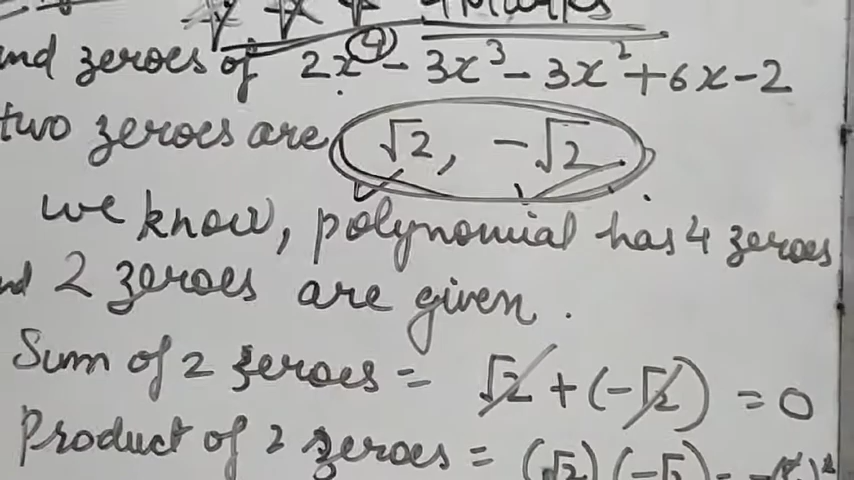 nd zeroes of 2x⁴ - 3x³ - 3x² + 6x - 2
two zeroes are √2, -√2
we know, polynomial has 4 zeroes
nd 2 zeroes are given.
Sum of 2 zeroes = √2 + (-√2) = 0
Product of 2 zeroes = (√2) (-√2) =